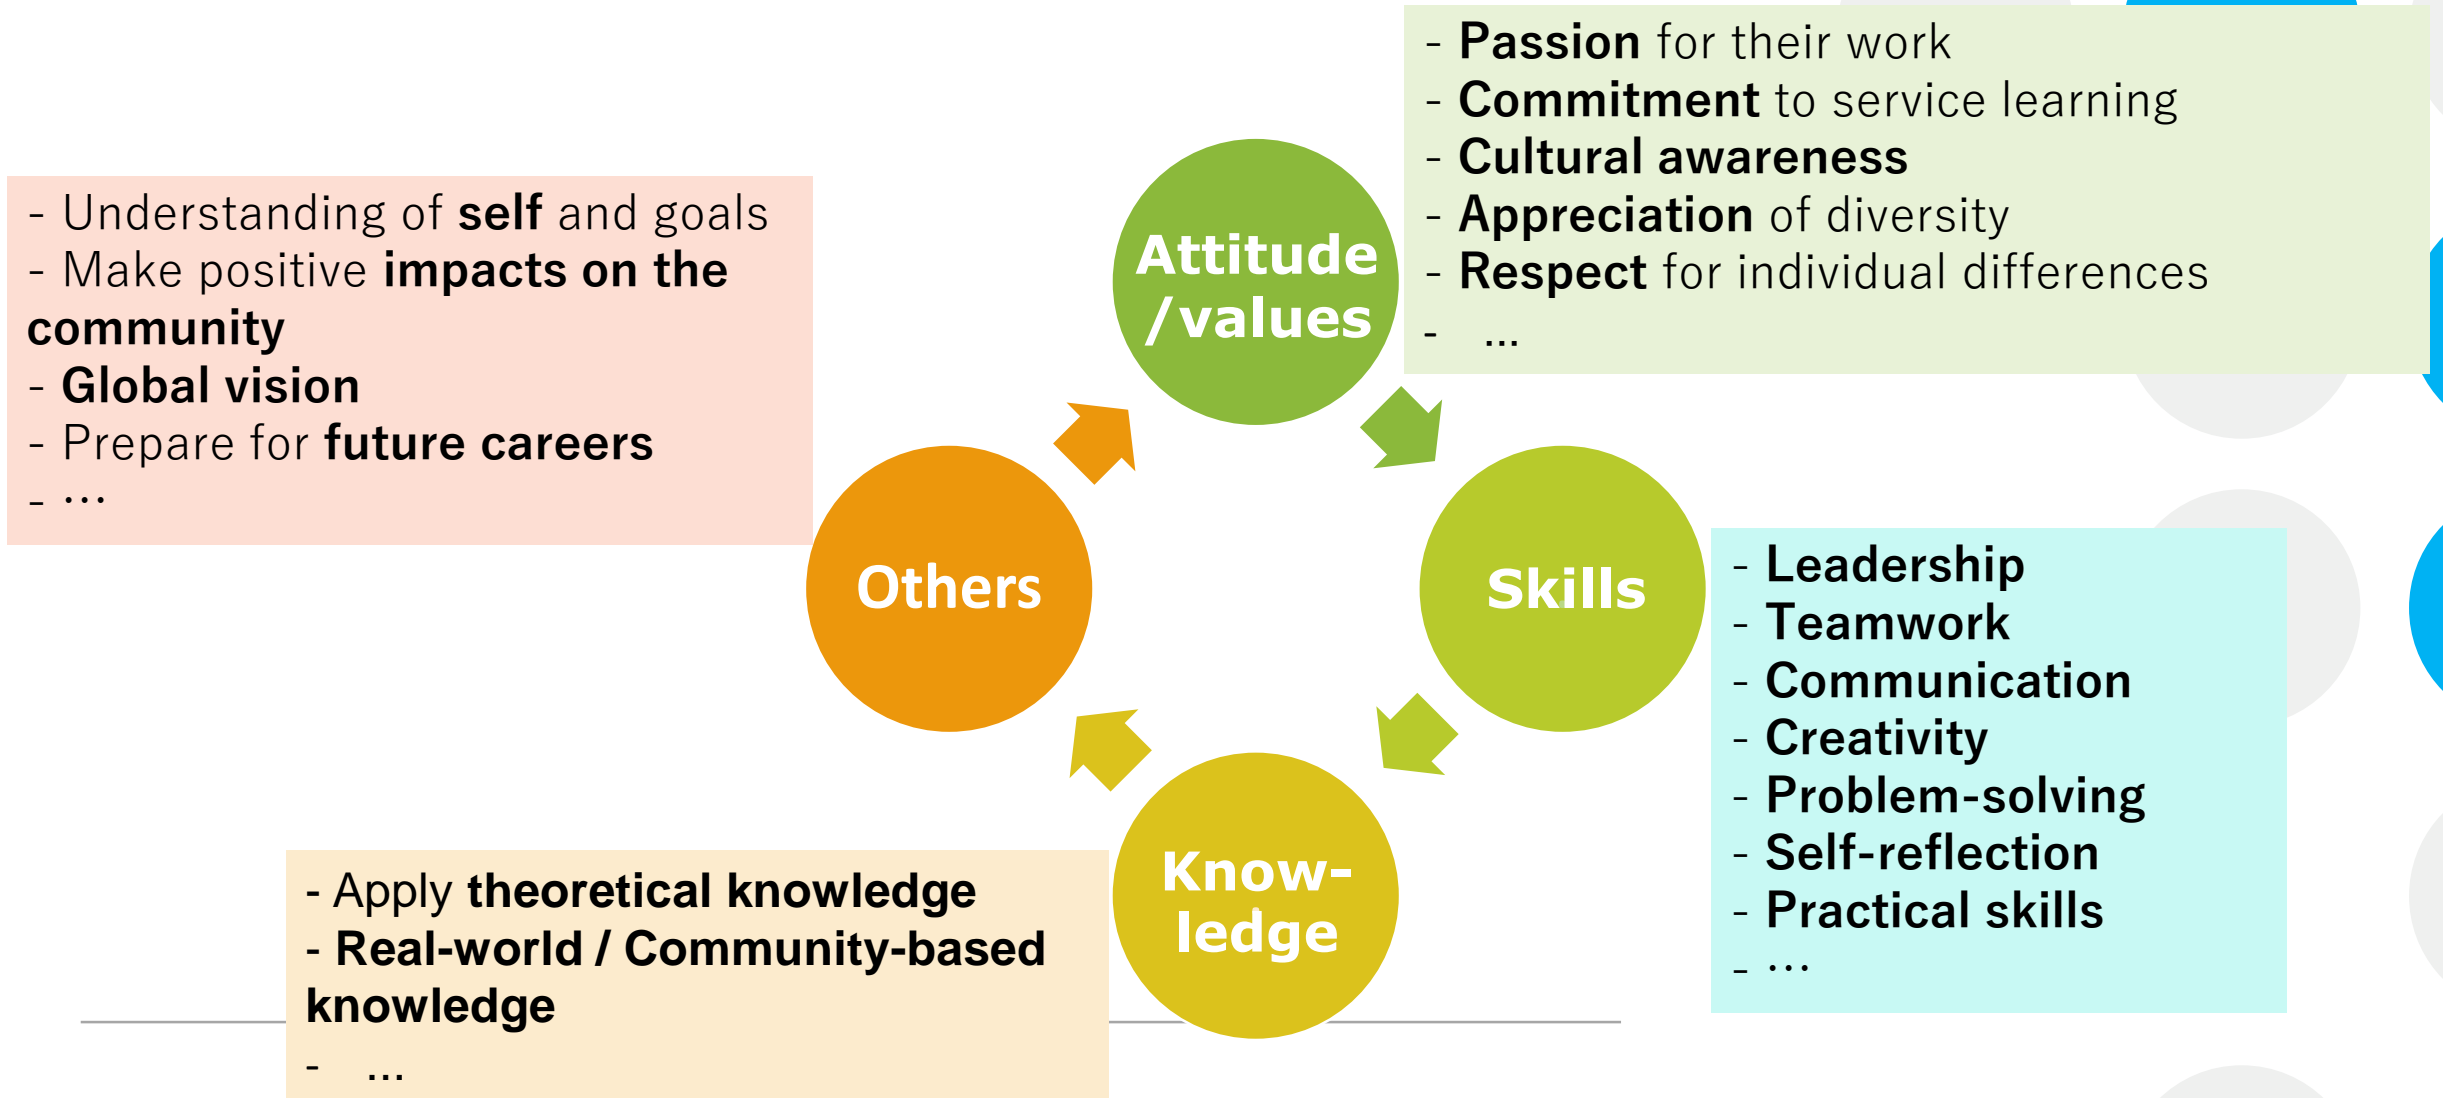 - Passion for their work
- Commitment to service learning
- Cultural awareness
- Appreciation of diversity
- Respect for individual differences
- ...
Attitude
/values
- Understanding of self and goals
- Make positive impacts on the
community
- Global vision
- Prepare for future careers
- ⋯
Others
Skills
- Leadership
- Teamwork
- Communication
- Creativity
- Problem-solving
- Self-reflection
- Practical skills
- ⋯
Know-
ledge
- Apply theoretical knowledge
- Real-world / Community-based
knowledge
- ...